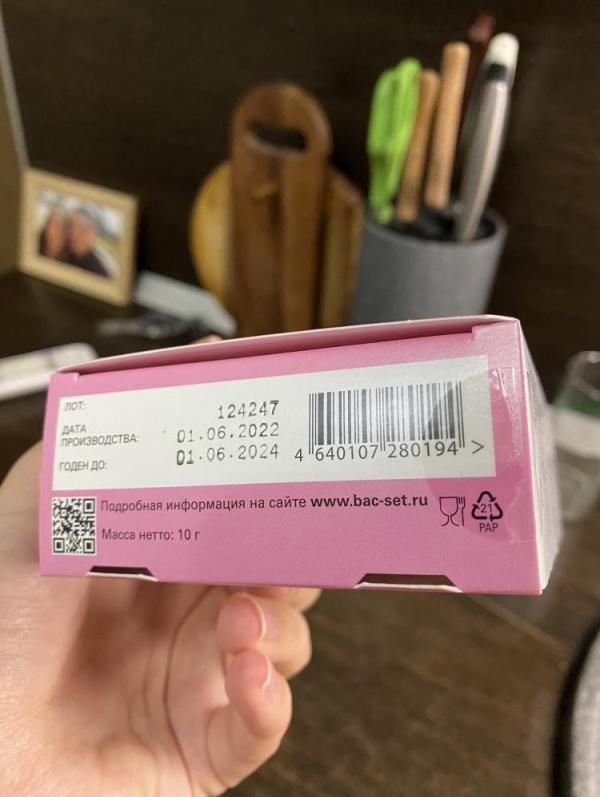 ЛОТ: 124247
ДАТА
ПРОИЗВОДСТВА: 01.06.2022
ГОДЕН ДО: 01.06.2024
4 640107 280194 >
Подробная информация на сайте www.bac-set.ru
Масса нетто: 10 г
21
PAP